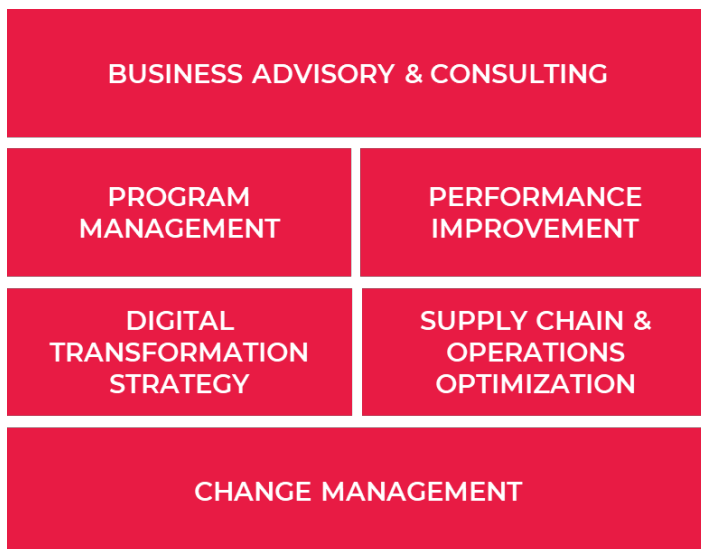 BUSINESS ADVISORY & CONSULTING
PROGRAM
MANAGEMENT
PERFORMANCE
IMPROVEMENT
DIGITAL
TRANSFORMATION
STRATEGY
SUPPLY CHAIN &
OPERATIONS
OPTIMIZATION
CHANGE MANAGEMENT